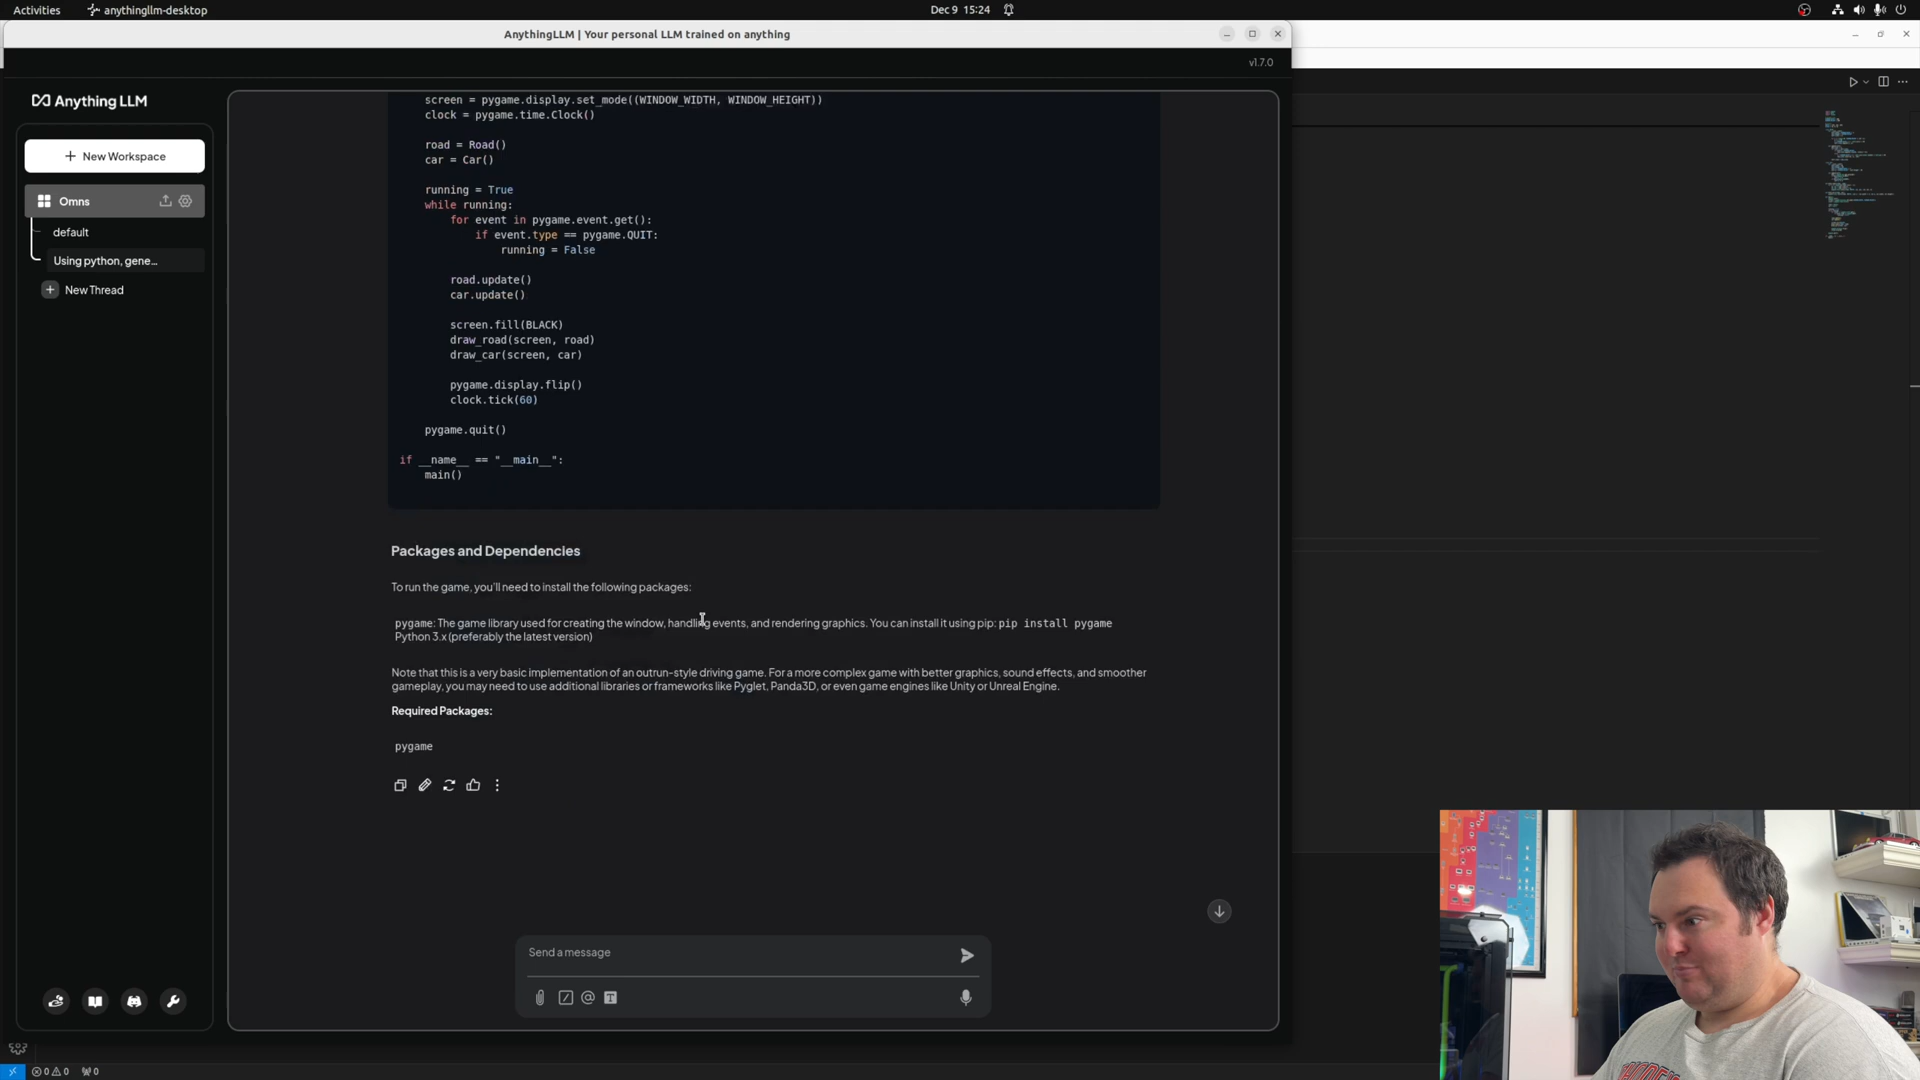 Activities
anythingllm-desktop
Dec 9 15:24
AnythingLLM | Your personal LLM trained on anything
v1.7.0
Anything LLM
New Workspace
Omns
default
Using python, gene...
New Thread
screen = pygame.display.set_mode((WINDOW_WIDTH, WINDOW_HEIGHT))
clock = pygame.time.Clock()
road = Road()
car = Car()
running = True
while running:
for event in pygame.event.get():
if event.type == pygame.QUIT:
running = False
road.update()
car.update()
screen.fill(BLACK)
draw_road(screen, road)
draw_car(screen, car)
pygame.display.flip()
clock.tick(60)
pygame.quit()
if __name__ == "__main__":
main()
Packages and Dependencies
To run the game, you'll need to install the following packages:
pygame: The game library used for creating the window, handling events, and rendering graphics. You can install it using pip: pip install pygame
Python 3.x (preferably the latest version)
Note that this is a very basic implementation of an outrun-style driving game. For a more complex game with better graphics, sound effects, and smoother
gameplay, you may need to use additional libraries or frameworks like Pyglet, Panda3D, or even game engines like Unity or Unreal Engine.
Required Packages:
pygame
Send a message
0 0 0